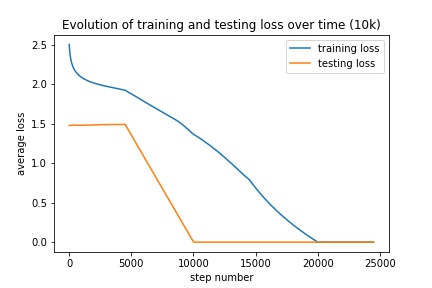 Evolution of training and testing loss over time (10k)
training loss
testing loss
2.5
2.0
1.5
1.0
0.5
0.0
average loss
0 5000 10000 15000 20000 25000
step number